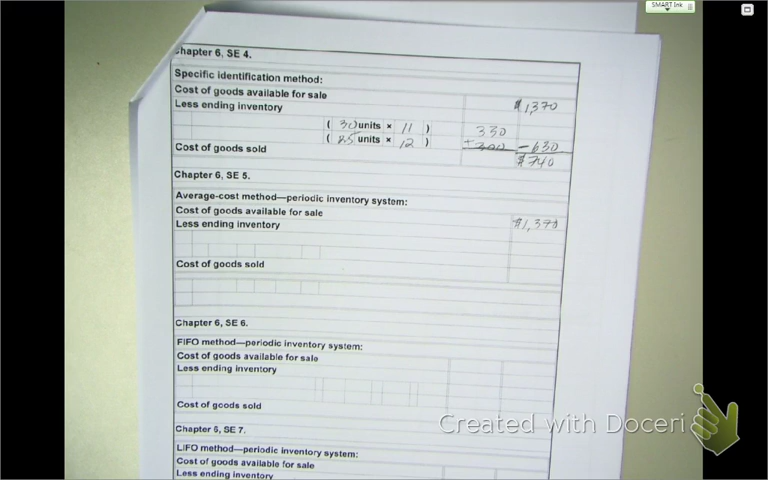 SMART Ink
Chapter 6, SE 4.
Specific identification method:
Cost of goods available for sale $1,370
Less ending inventory
( 30 units × 11 ) 330
( 25 units × 12 ) +300 -630
Cost of goods sold $740
Chapter 6, SE 5.
Average-cost method—periodic inventory system:
Cost of goods available for sale $1,370
Less ending inventory
Cost of goods sold
Chapter 6, SE 6.
FIFO method—periodic inventory system:
Cost of goods available for sale
Less ending inventory
Cost of goods sold
Created with Doceri
Chapter 6, SE 7.
LIFO method—periodic inventory system:
Cost of goods available for sale
Less ending inventory